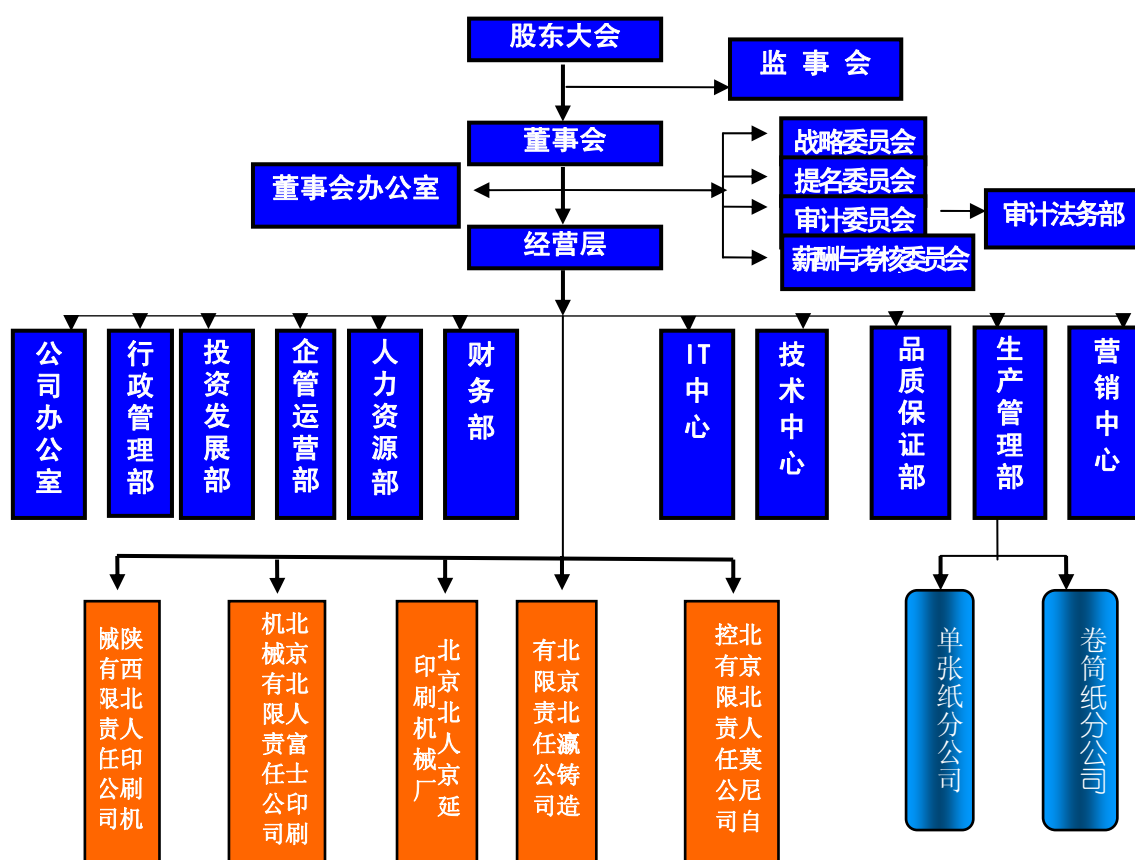 股东大会
监 事 会
董事会
董事会办公室
战略委员会
提名委员会
审计委员会
薪酬与考核委员会
审计法务部
经营层
公司办公室
行政管理部
投资发展部
企管运营部
人力资源部
财务部
IT中心
技术中心
品质保证部
生产管理部
营销中心
陕西北人印刷机
械有限责任公司
北京北人富士印刷
机械有限责任公司
北京北人京延
印刷机械厂
北京北瀛铸造
有限责任公司
北京北人莫尼自
控有限责任公司
单张纸分公司
卷筒纸分公司